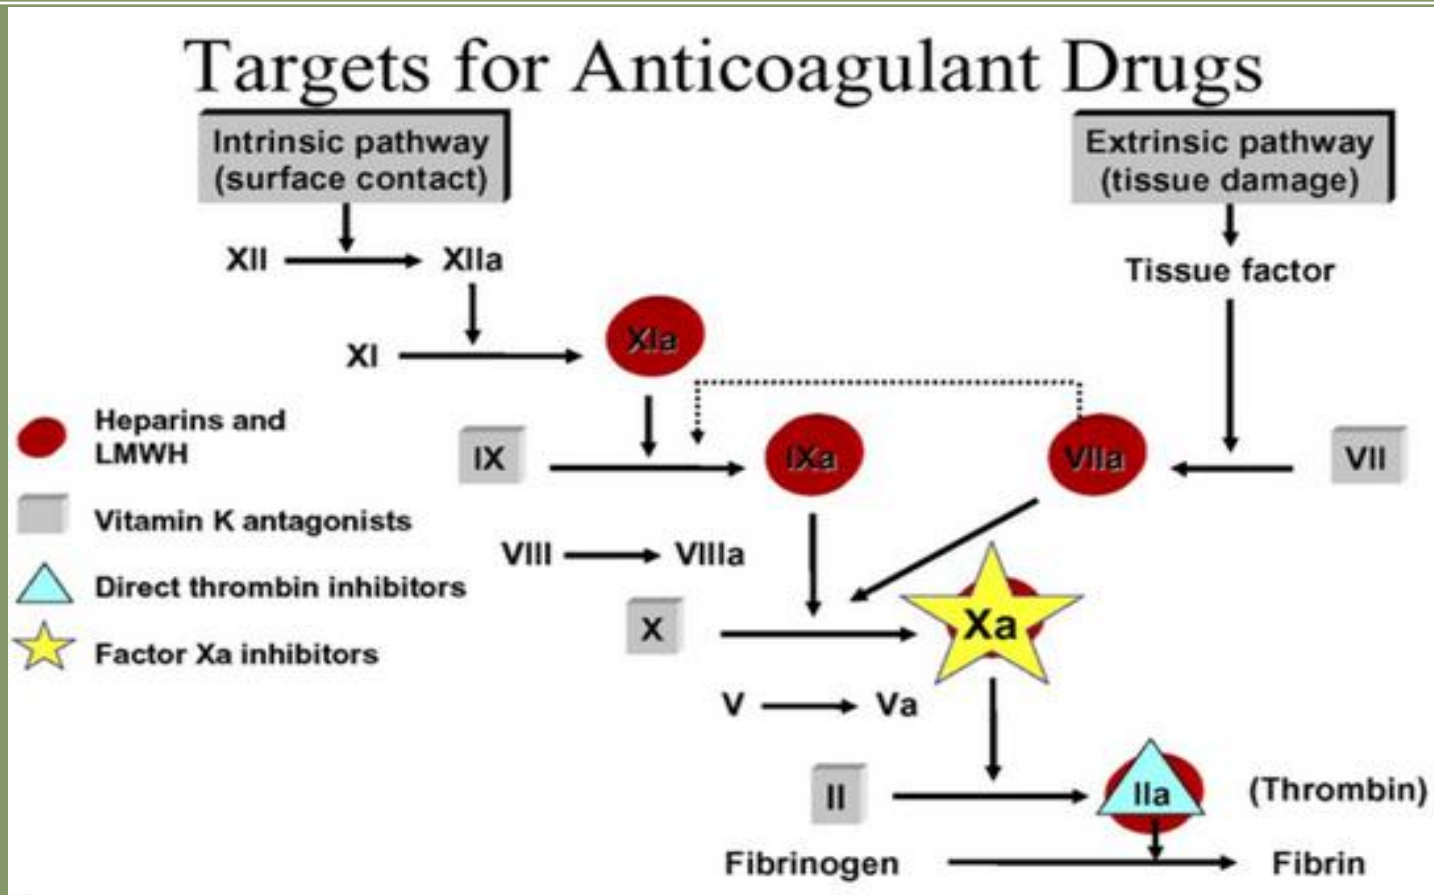 Targets for Anticoagulant Drugs
Intrinsic pathway
(surface contact)
Extrinsic pathway
(tissue damage)
XII
XIIa
Tissue factor
XI
XIa
Heparins and
LMWH
IX
IXa
VIIa
VII
Vitamin K antagonists
VIII
VIIIa
Direct thrombin inhibitors
X
Xa
Factor Xa inhibitors
V
Va
II
IIa
(Thrombin)
Fibrinogen
Fibrin